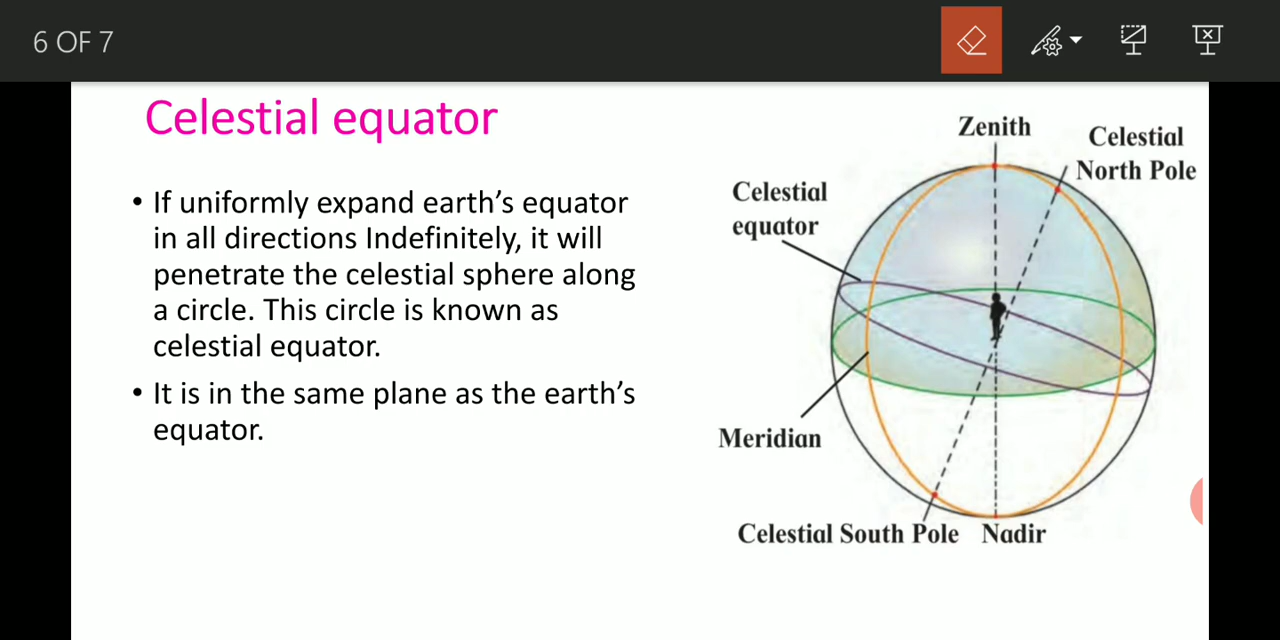 6 OF 7
Celestial equator
• If uniformly expand earth’s equator
in all directions Indefinitely, it will
penetrate the celestial sphere along
a circle. This circle is known as
celestial equator.
• It is in the same plane as the earth’s
equator.
Zenith
Celestial
North Pole
Celestial
equator
Meridian
Celestial South Pole
Nadir